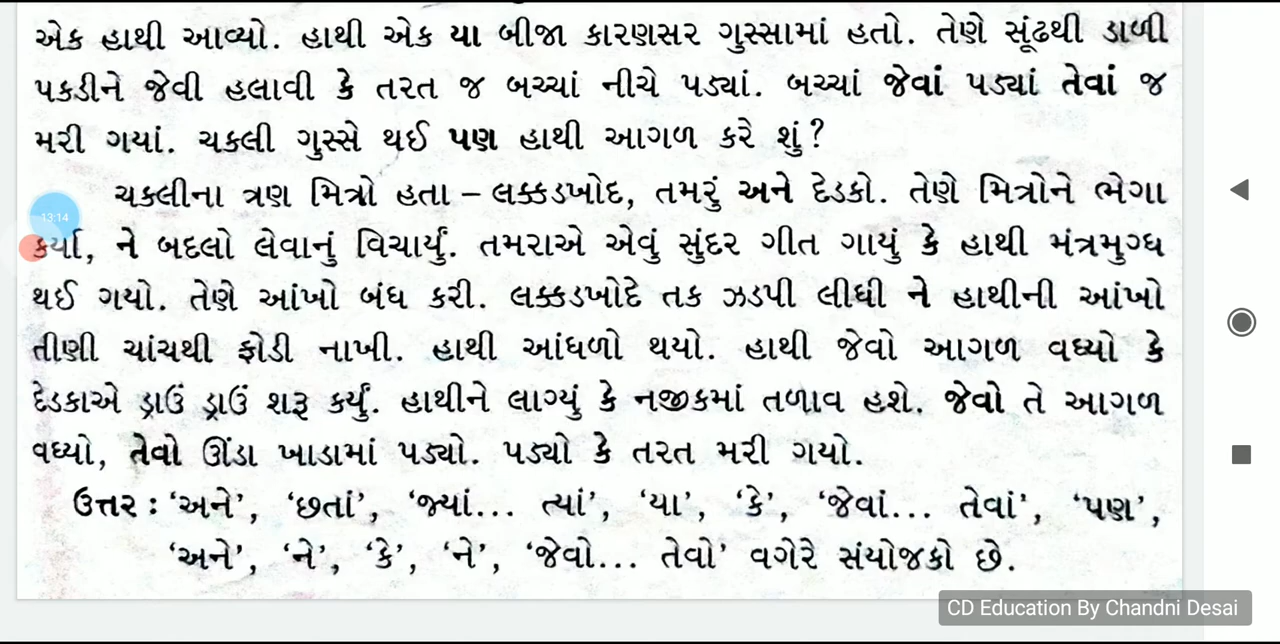 એક હાથી આવ્યો. હાથી એક યા બીજા કારણસર ગુસ્સામાં હતો. તેણે સૂંઢથી ડાળી
પકડીને જેવી હલાવી કે તરત જ બચ્ચાં નીચે પડ્યાં. બચ્ચાં જેવાં પડ્યાં તેવાં જ
મરી ગયાં. ચકલી ગુસ્સે થઈ પણ હાથી આગળ કરે શું?
ચકલીના ત્રણ મિત્રો હતા – લક્કડખોદ, તમરું અને દેડકો. તેણે મિત્રોને ભેગા
13:14
કર્યા, ને બદલો લેવાનું વિચાર્યું. તમરાએ એવું સુંદર ગીત ગાયું કે હાથી મંત્રમુગ્ધ
થઈ ગયો. તેણે આંખો બંધ કરી. લક્કડખોદે તક ઝડપી લીધી ને હાથીની આંખો
તીણી ચાંચથી ફોડી નાખી. હાથી આંધળો થયો. હાથી જેવો આગળ વધ્યો કે
દેડકાએ ડ્રાઉં ડ્રાઉં શરૂ કર્યું. હાથીને લાગ્યું કે નજીકમાં તળાવ હશે. જેવો તે આગળ
વધ્યો, તેવો ઊંડા ખાડામાં પડ્યો. પડ્યો કે તરત મરી ગયો.
ઉત્તર : ‘અને’, ‘છતાં’, ‘જ્યાં... ત્યાં’, ‘યા’, ‘કે’, ‘જેવાં... તેવાં’, ‘પણ’,
‘અને’, ‘ને’, ‘કે’, ‘ને’, ‘જેવો... તેવો’ વગેરે સંયોજકો છે.
CD Education By Chandni Desai